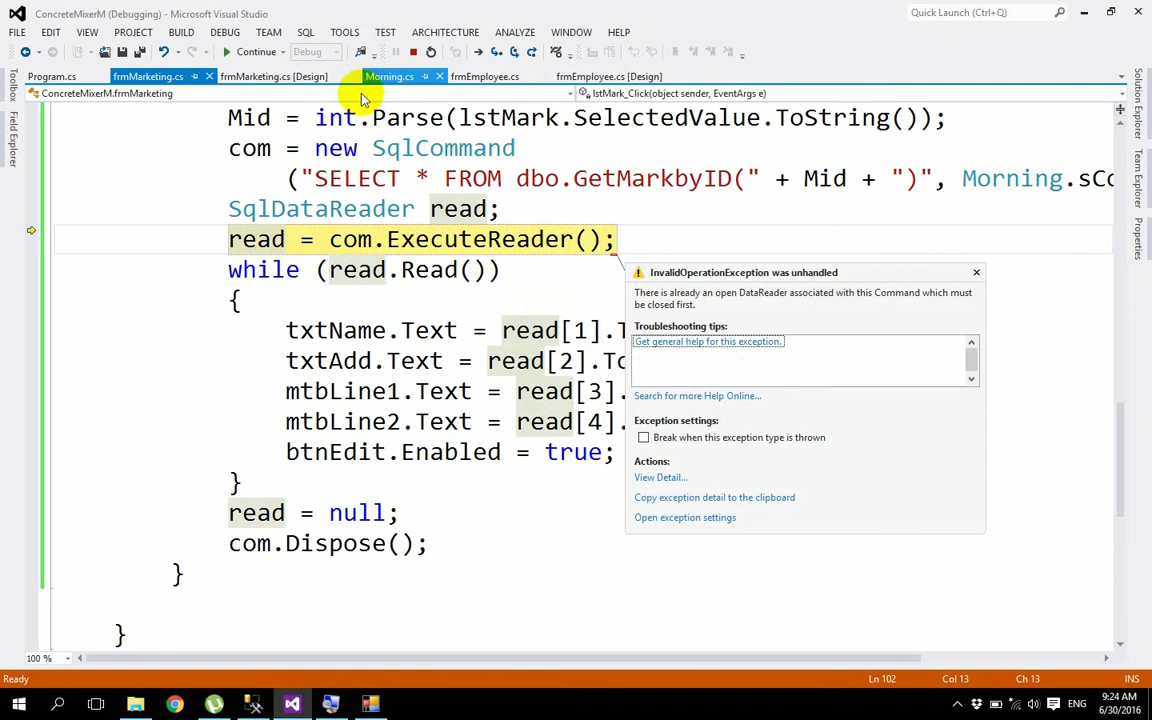 ConcreteMixerM (Debugging) - Microsoft Visual Studio
Quick Launch (Ctrl+Q)
FILE EDIT VIEW PROJECT BUILD DEBUG TEAM SQL TOOLS TEST ARCHITECTURE ANALYZE WINDOW HELP
Continue Debug
Program.cs frmMarketing.cs frmMarketing.cs [Design] Morning.cs frmEmployee.cs frmEmployee.cs [Design]
ConcreteMixerM.frmMarketing lstMark_Click(object sender, EventArgs e)
Toolbox
Field Explorer
Solution Explorer
Team Explorer
Properties
Mid = int.Parse(lstMark.SelectedValue.ToString());
com = new SqlCommand
("SELECT * FROM dbo.GetMarkbyID(" + Mid + ")", Morning.sCo
SqlDataReader read;
read = com.ExecuteReader();
while (read.Read())
{
txtName.Text = read[1].T
txtAdd.Text = read[2].To
mtbLine1.Text = read[3].
mtbLine2.Text = read[4].
btnEdit.Enabled = true;
}
read = null;
com.Dispose();
}
}
InvalidOperationException was unhandled
There is already an open DataReader associated with this Command which must
be closed first.
Troubleshooting tips:
Get general help for this exception.
Search for more Help Online...
Exception settings:
Break when this exception type is thrown
Actions:
View Detail...
Copy exception detail to the clipboard
Open exception settings
100 %
Ready Ln 102 Col 13 Ch 13 INS
ENG 9:24 AM
6/30/2016